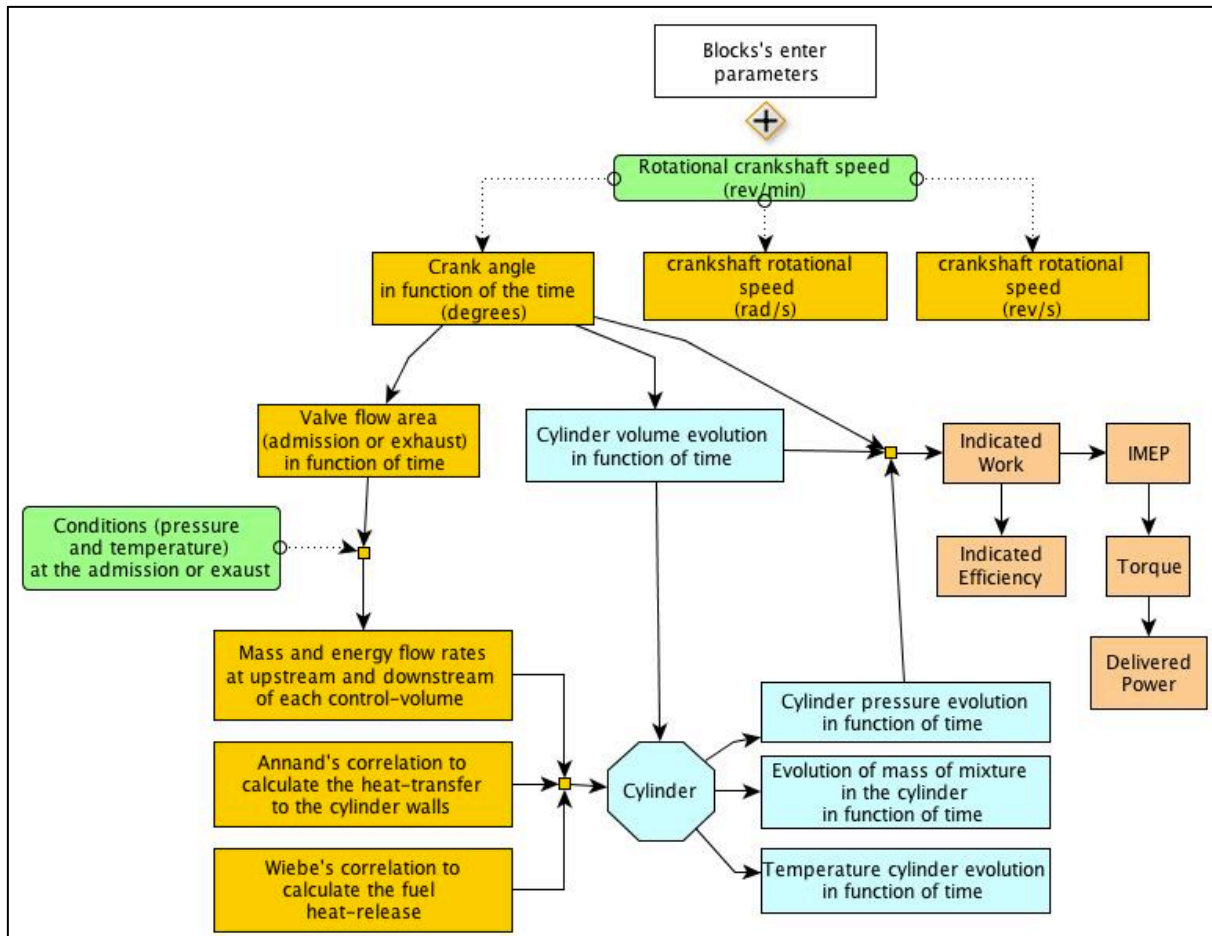 Blocks's enter
parameters
Rotational crankshaft speed
(rev/min)
Crank angle
in function of the time
(degrees)
crankshaft rotational
speed
(rad/s)
crankshaft rotational
speed
(rev/s)
Valve flow area
(admission or exhaust)
in function of time
Cylinder volume evolution
in function of time
Indicated
Work
IMEP
Conditions (pressure
and temperature)
at the admission or exaust
Indicated
Efficiency
Torque
Mass and energy flow rates
at upstream and downstream
of each control-volume
Delivered
Power
Cylinder pressure evolution
in function of time
Annand's correlation to
calculate the heat-transfer
to the cylinder walls
Cylinder
Evolution of mass of mixture
in the cylinder
in function of time
Wiebe's correlation to
calculate the fuel
heat-release
Temperature cylinder evolution
in function of time